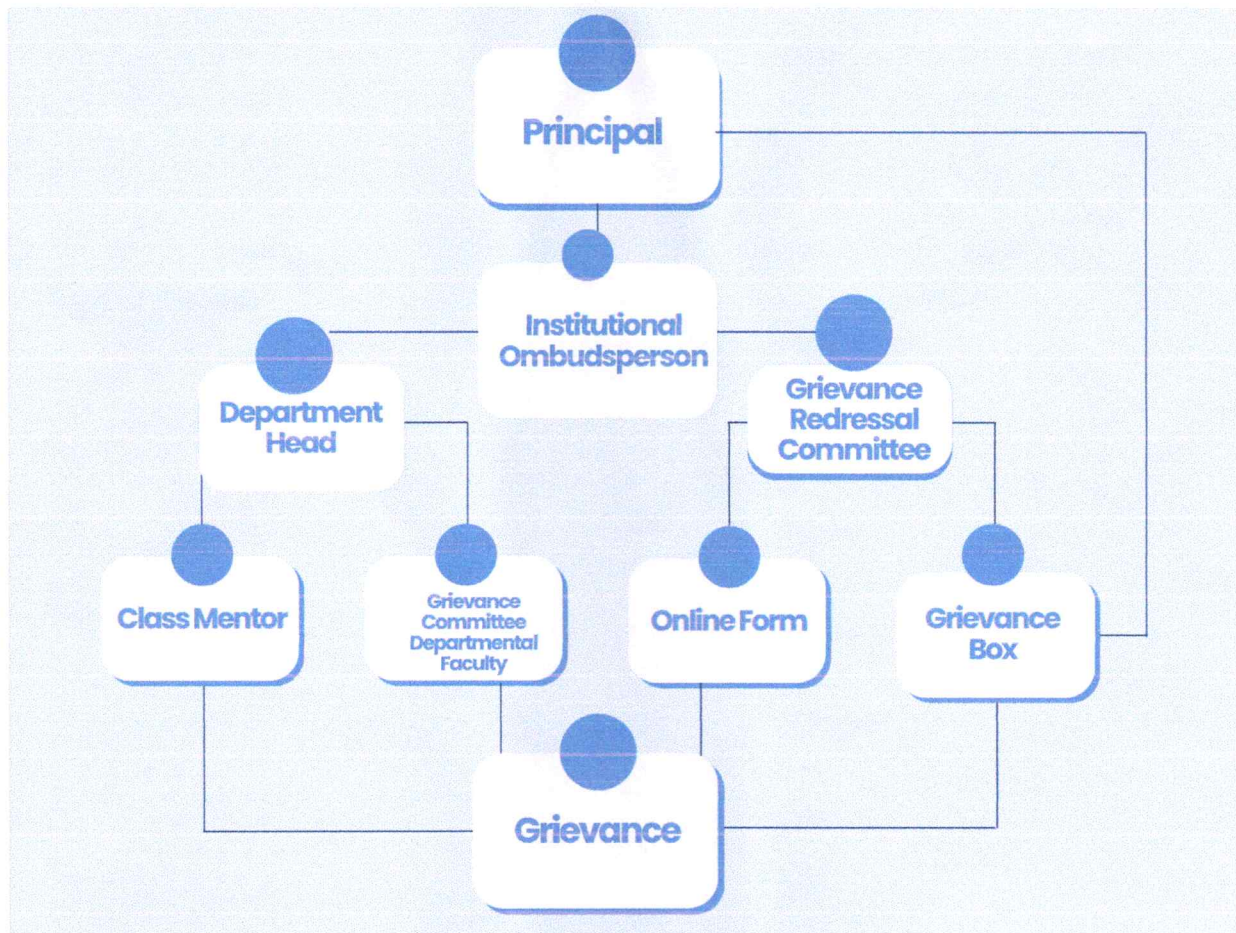 Principal
Institutional
Ombudsperson
Department
Head
Grievance
Redressal
Committee
Class Mentor
Grievance
Committee
Departmental
Faculty
Online Form
Grievance
Box
Grievance